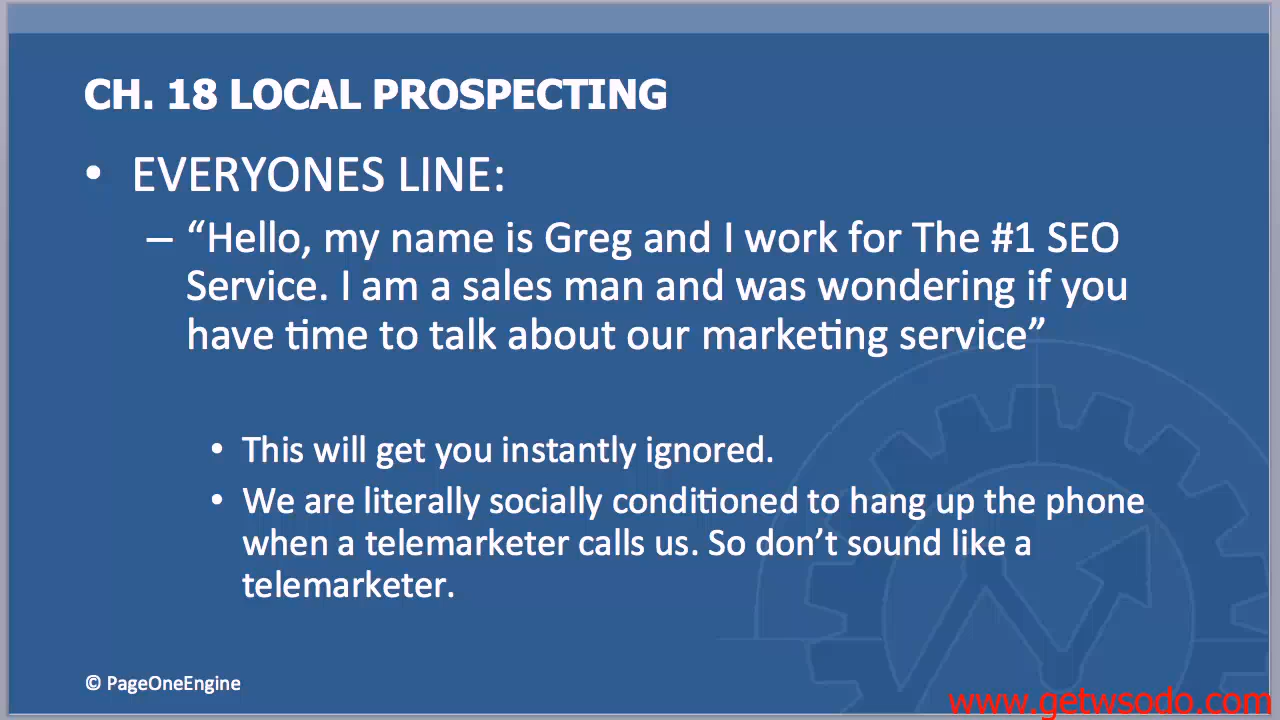 CH. 18 LOCAL PROSPECTING
• EVERYONES LINE:
– “Hello, my name is Greg and I work for The #1 SEO
Service. I am a sales man and was wondering if you
have time to talk about our marketing service”
• This will get you instantly ignored.
• We are literally socially conditioned to hang up the phone
when a telemarketer calls us. So don’t sound like a
telemarketer.
© PageOneEngine
www.getwsodo.com